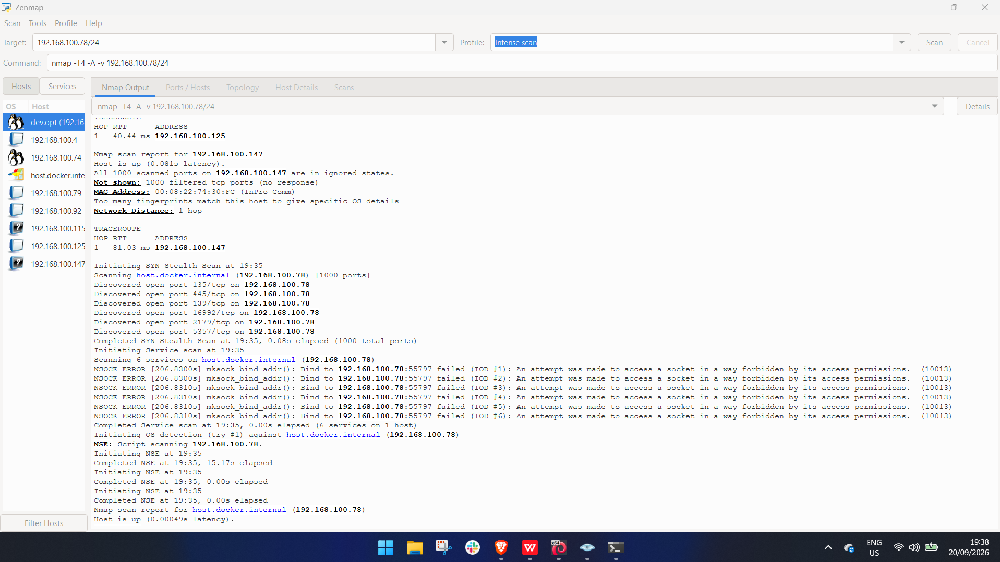 Zenmap
Scan Tools Profile Help
Target: 192.168.100.78/24 Profile: Intense scan Scan Cancel
Command: nmap -T4 -A -v 192.168.100.78/24
Hosts Services
Nmap Output Ports / Hosts Topology Host Details Scans
nmap -T4 -A -v 192.168.100.78/24 Details
OS Host
dev.opt (192.168
192.168.100.4
192.168.100.74
host.docker.inte
192.168.100.79
192.168.100.92
192.168.100.115
192.168.100.125
192.168.100.147
Filter Hosts
TRACEROUTE
HOP RTT ADDRESS
1 40.44 ms 192.168.100.125
Nmap scan report for 192.168.100.147
Host is up (0.081s latency).
All 1000 scanned ports on 192.168.100.147 are in ignored states.
Not shown: 1000 filtered tcp ports (no-response)
MAC Address: 00:08:22:74:30:FC (InPro Comm)
Too many fingerprints match this host to give specific OS details
Network Distance: 1 hop
TRACEROUTE
HOP RTT ADDRESS
1 81.03 ms 192.168.100.147
Initiating SYN Stealth Scan at 19:35
Scanning host.docker.internal (192.168.100.78) [1000 ports]
Discovered open port 135/tcp on 192.168.100.78
Discovered open port 445/tcp on 192.168.100.78
Discovered open port 139/tcp on 192.168.100.78
Discovered open port 16992/tcp on 192.168.100.78
Discovered open port 2179/tcp on 192.168.100.78
Discovered open port 5357/tcp on 192.168.100.78
Completed SYN Stealth Scan at 19:35, 0.08s elapsed (1000 total ports)
Initiating Service scan at 19:35
Scanning 6 services on host.docker.internal (192.168.100.78)
NSOCK ERROR [206.8300s] mksock_bind_addr(): Bind to 192.168.100.78:55797 failed (IOD #1): An attempt was made to access a socket in a way forbidden by its access permissions. (10013)
NSOCK ERROR [206.8300s] mksock_bind_addr(): Bind to 192.168.100.78:55797 failed (IOD #2): An attempt was made to access a socket in a way forbidden by its access permissions. (10013)
NSOCK ERROR [206.8310s] mksock_bind_addr(): Bind to 192.168.100.78:55797 failed (IOD #3): An attempt was made to access a socket in a way forbidden by its access permissions. (10013)
NSOCK ERROR [206.8310s] mksock_bind_addr(): Bind to 192.168.100.78:55797 failed (IOD #4): An attempt was made to access a socket in a way forbidden by its access permissions. (10013)
NSOCK ERROR [206.8310s] mksock_bind_addr(): Bind to 192.168.100.78:55797 failed (IOD #5): An attempt was made to access a socket in a way forbidden by its access permissions. (10013)
NSOCK ERROR [206.8310s] mksock_bind_addr(): Bind to 192.168.100.78:55797 failed (IOD #6): An attempt was made to access a socket in a way forbidden by its access permissions. (10013)
Completed Service scan at 19:35, 0.00s elapsed (6 services on 1 host)
Initiating OS detection (try #1) against host.docker.internal (192.168.100.78)
NSE: Script scanning 192.168.100.78.
Initiating NSE at 19:35
Completed NSE at 19:35, 15.17s elapsed
Initiating NSE at 19:35
Completed NSE at 19:35, 0.00s elapsed
Initiating NSE at 19:35
Completed NSE at 19:35, 0.00s elapsed
Nmap scan report for host.docker.internal (192.168.100.78)
Host is up (0.00049s latency).
x64
ENG
US
19:38
20/09/2026